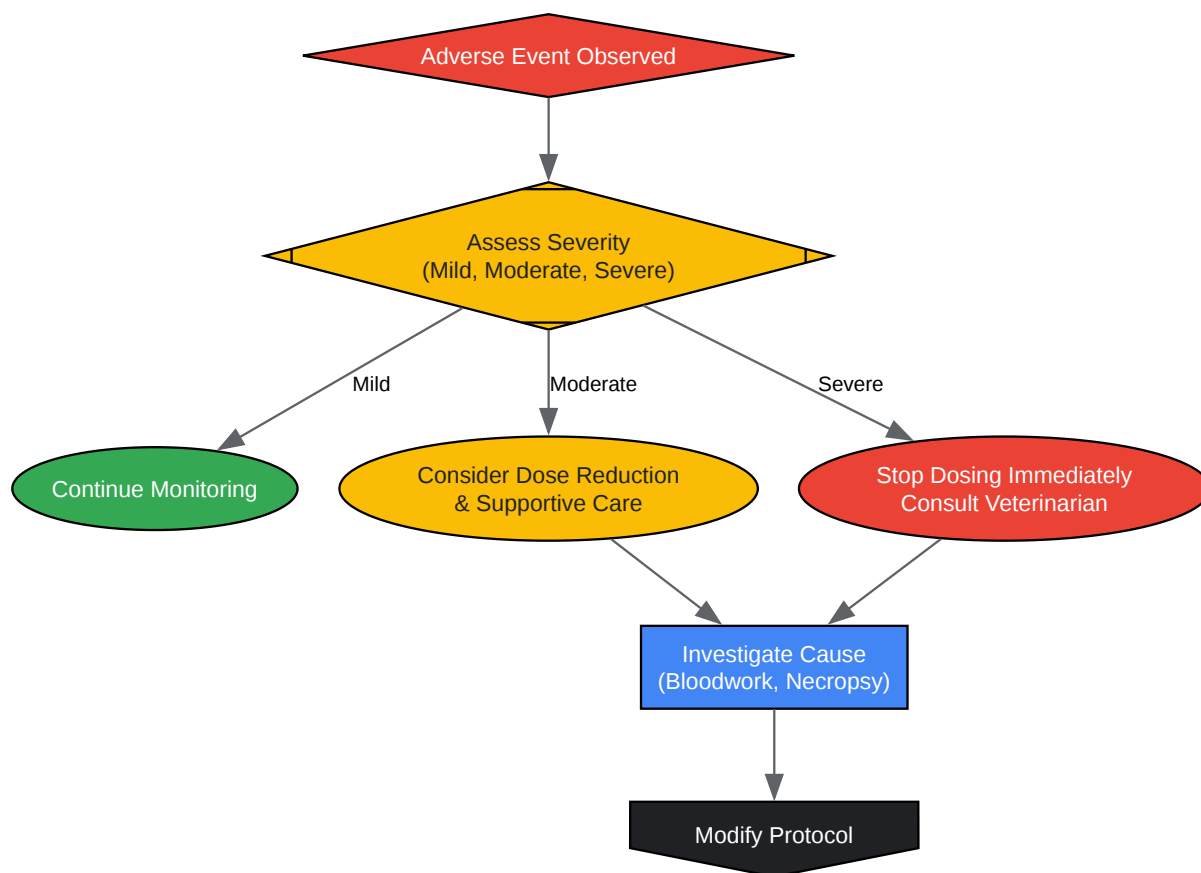 Adverse Event Observed
Assess Severity
(Mild, Moderate, Severe)
Mild
Moderate
Severe
Continue Monitoring
Consider Dose Reduction
& Supportive Care
Stop Dosing Immediately
Consult Veterinarian
Investigate Cause
(Bloodwork, Necropsy)
Modify Protocol